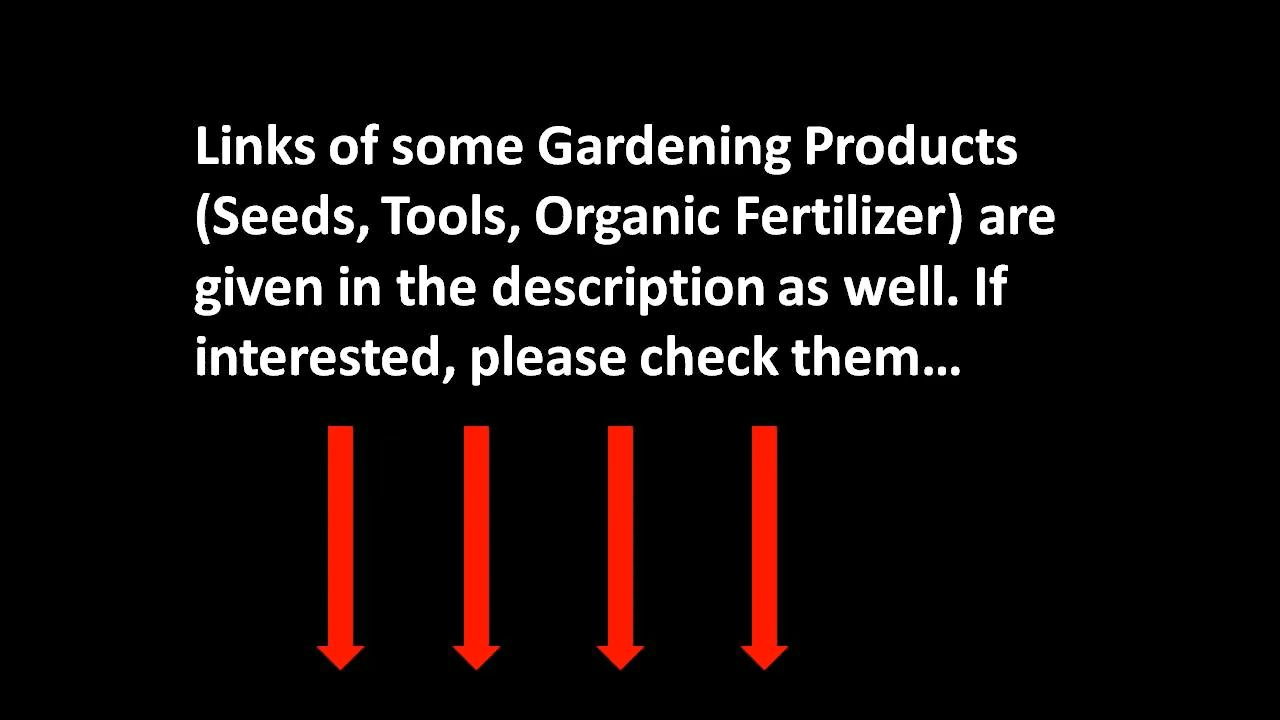 Links of some Gardening Products
(Seeds, Tools, Organic Fertilizer) are
given in the description as well. If
interested, please check them…